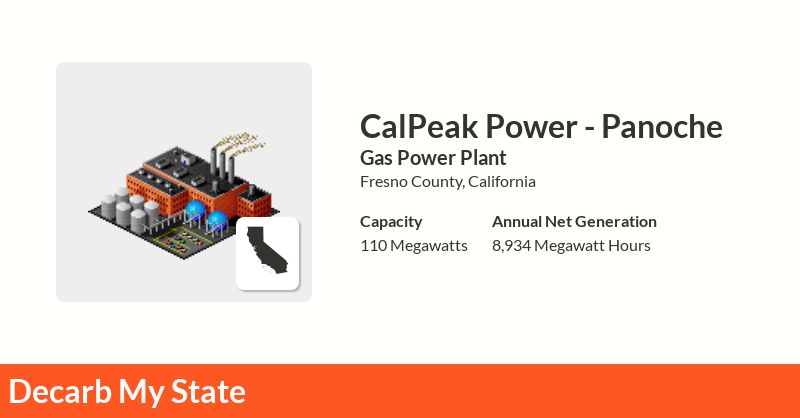 CalPeak Power - Panoche
Gas Power Plant
Fresno County, California
Capacity
110 Megawatts
Annual Net Generation
8,934 Megawatt Hours
Decarb My State